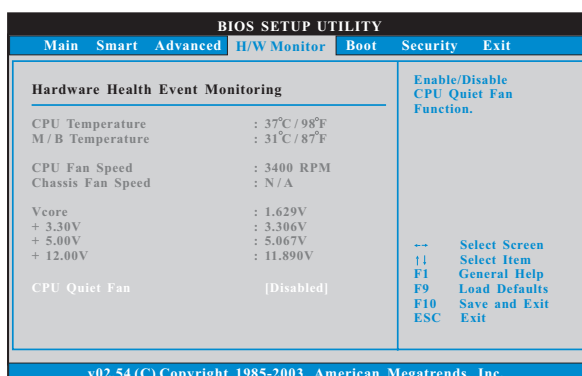 BIOS SETUP UTILITY
Main Smart Advanced H/W Monitor Boot Security Exit
Hardware Health Event Monitoring
CPU Temperature : 37°C / 98°F
M / B Temperature : 31°C / 87°F
CPU Fan Speed : 3400 RPM
Chassis Fan Speed : N / A
Vcore : 1.629V
+ 3.30V : 3.306V
+ 5.00V : 5.067V
+ 12.00V : 11.890V
CPU Quiet Fan [Disabled]
Enable/Disable
CPU Quiet Fan
Function.
←→ Select Screen
↑↓ Select Item
F1 General Help
F9 Load Defaults
F10 Save and Exit
ESC Exit
v02.54 (C) Copyright 1985-2003, American Megatrends, Inc.